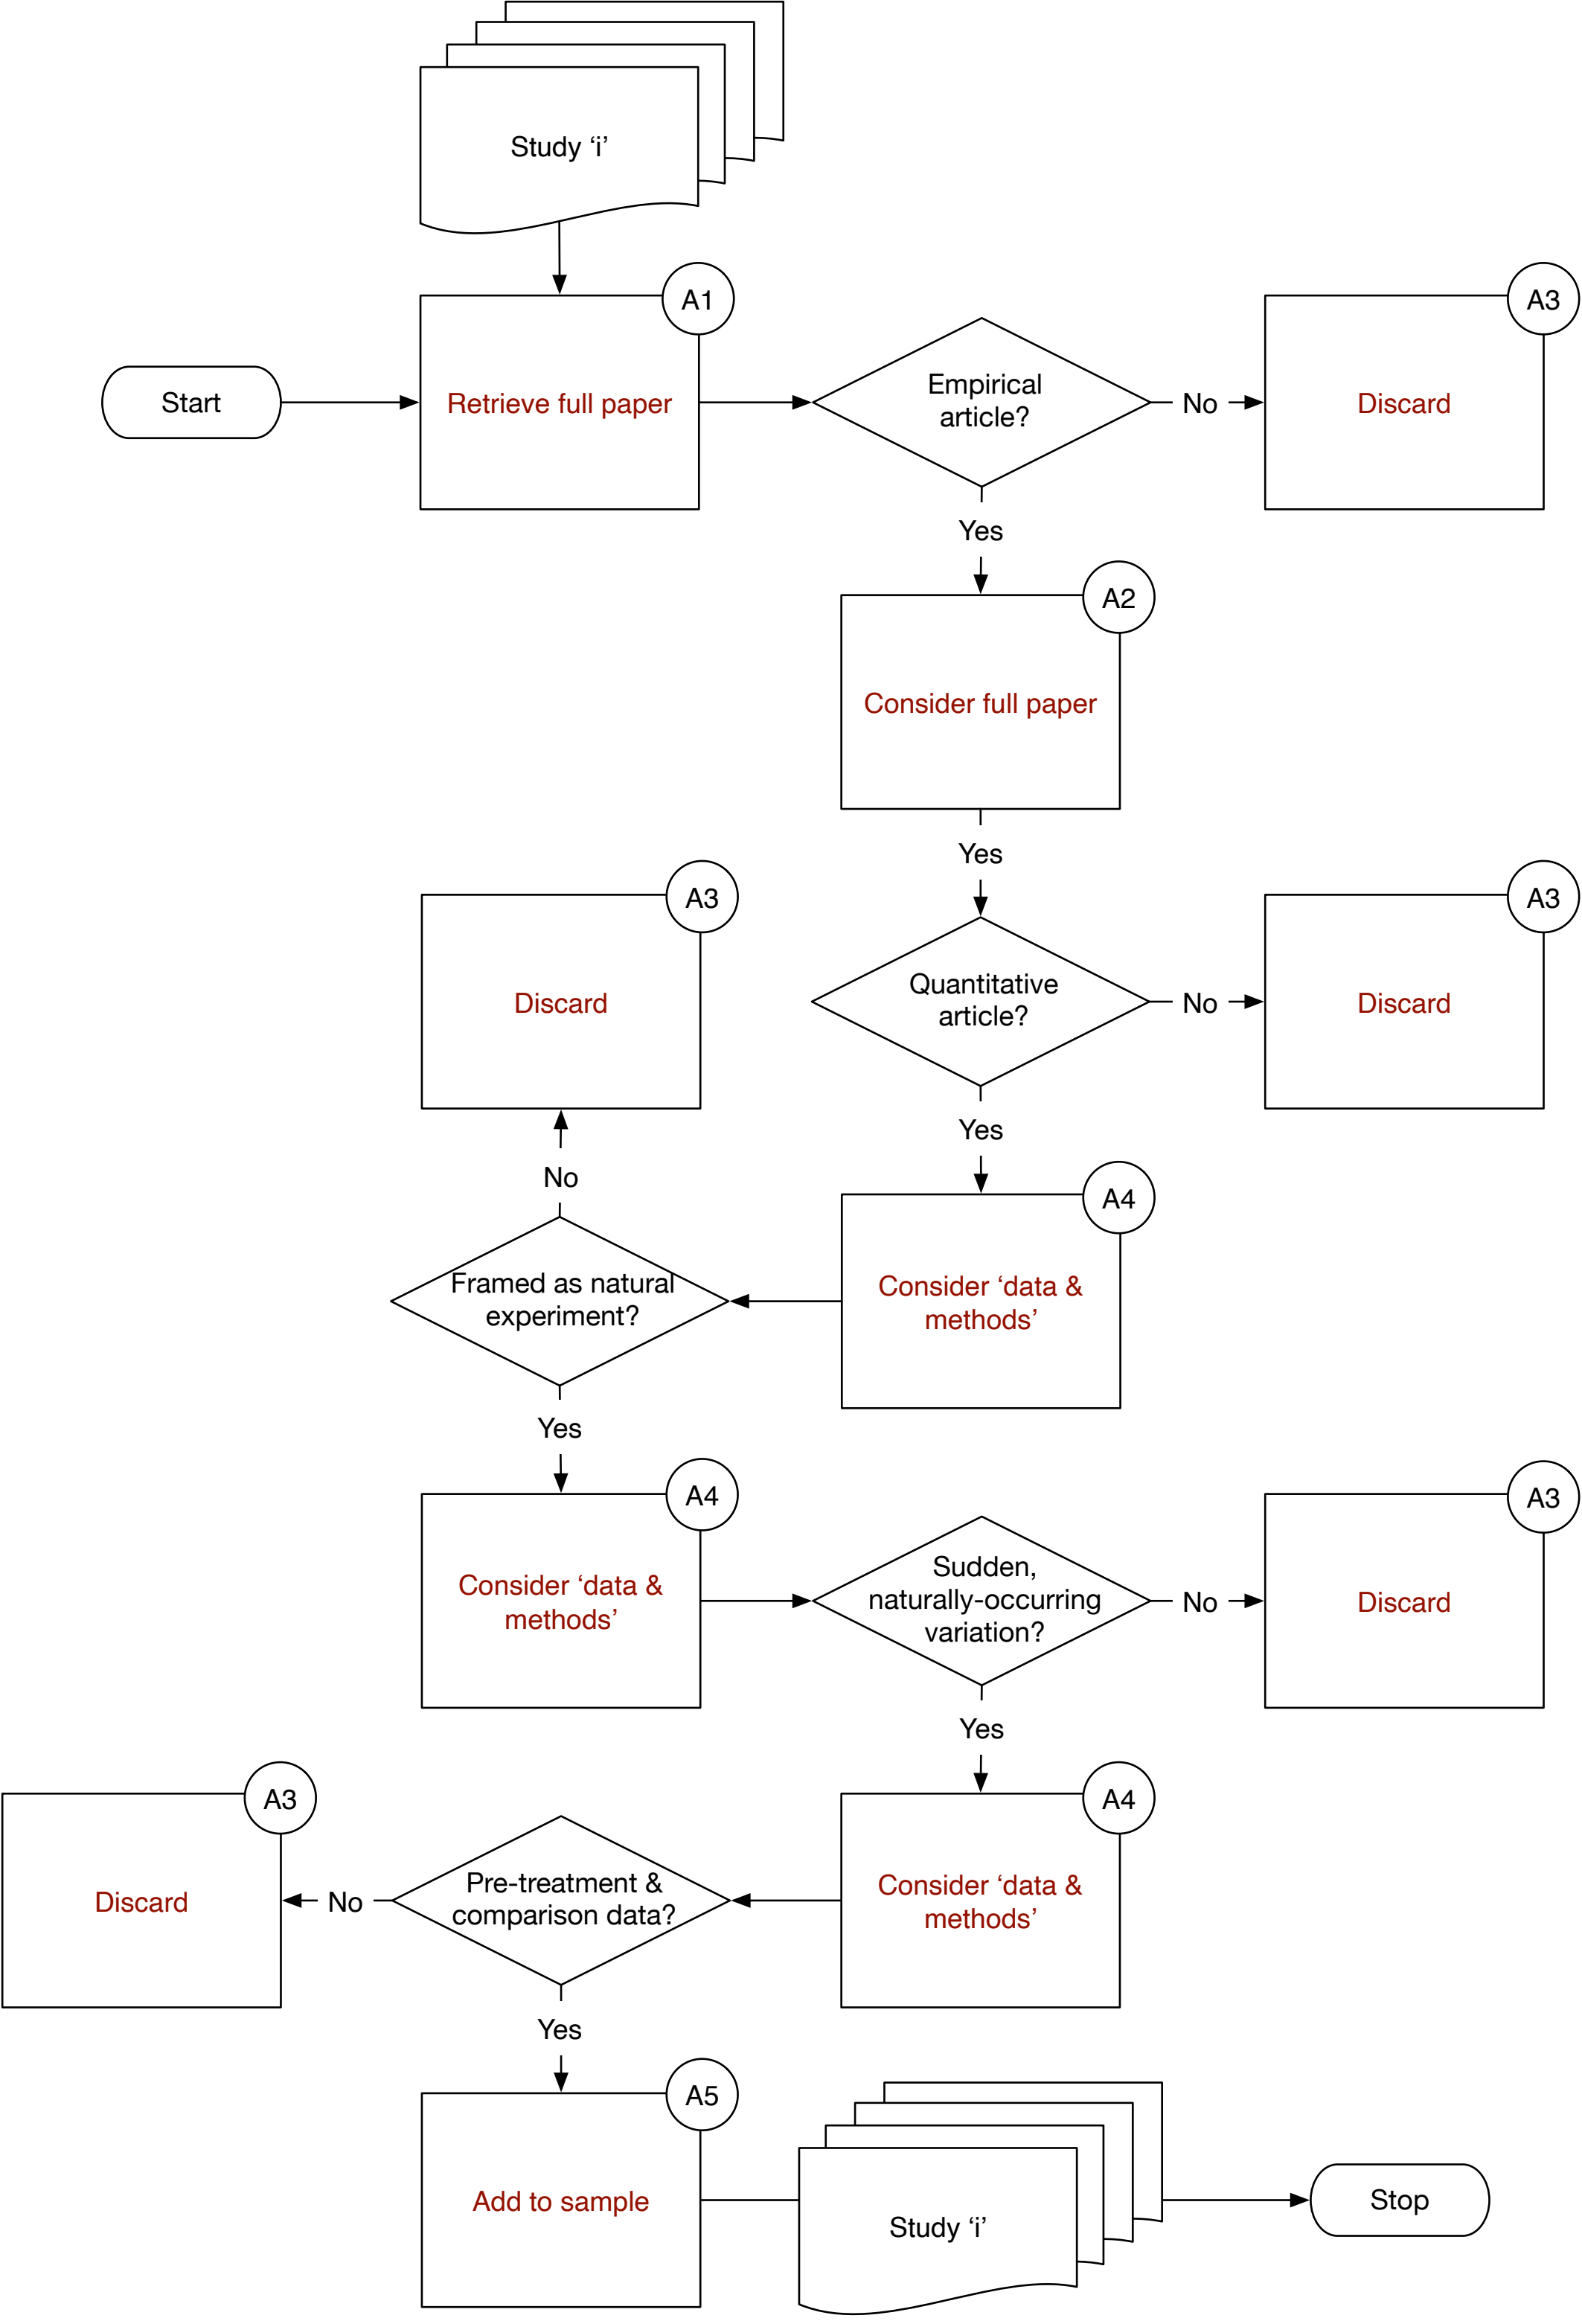 Study ‘i’
A1
A3
Start
Retrieve full paper
Empirical
article?
No
Discard
Yes
A2
Consider full paper
Yes
A3
A3
Discard
Quantitative
article?
No
Discard
Yes
No
A4
Framed as natural
experiment?
Consider ‘data &
methods’
Yes
A4
A3
Consider ‘data &
methods’
Sudden,
naturally-occurring
variation?
No
Discard
Yes
A3
A4
Discard
No
Pre-treatment &
comparison data?
Consider ‘data &
methods’
Yes
A5
Add to sample
Study ‘i’
Stop